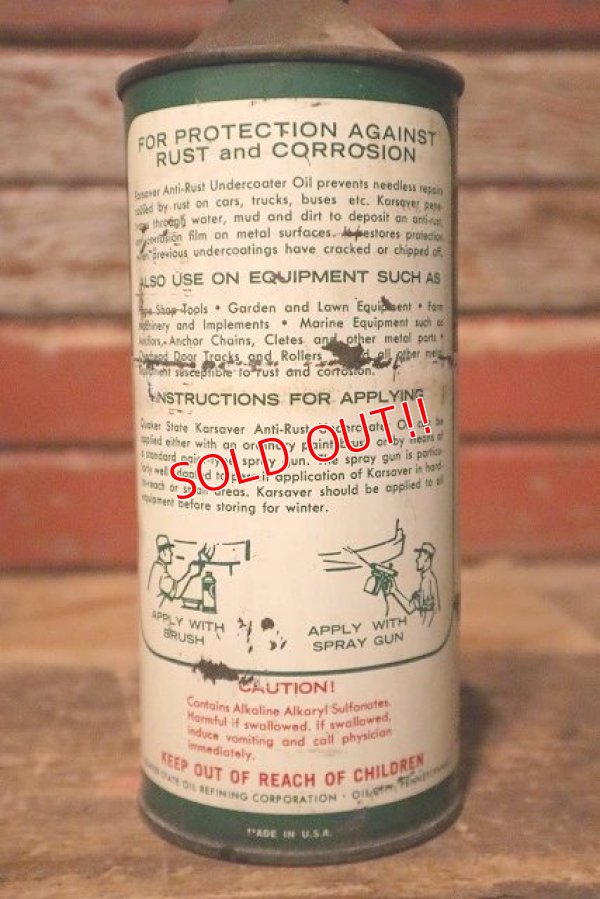 FOR PROTECTION AGAINST
RUST and CORROSION
Karsaver Anti-Rust Undercoater Oil prevents needless repairs
caused by rust on cars, trucks, buses etc. Karsaver pene-
through water, mud and dirt to deposit an anti-rust,
anti-corrosion film on metal surfaces. It restores protection
when previous undercoatings have cracked or chipped off.
ALSO USE ON EQUIPMENT SUCH AS
Shop Tools • Garden and Lawn Equipment • Farm
Machinery and Implements • Marine Equipment such as
Anchors, Anchor Chains, Cletes and other metal parts •
Overhead Door Tracks and Rollers all other metal
equipment susceptible to rust and corrosion.
INSTRUCTIONS FOR APPLYING
Quaker State Karsaver Anti-Rust Undercoater Oil
applied either with an ordinary paint brush or by means of
a standard paint-type spray gun. The spray gun is particu-
larly well adapted to application of Karsaver in hard-
to-reach or small areas. Karsaver should be applied to all
equipment before storing for winter.
SOLD OUT!!
APPLY WITH
BRUSH
APPLY WITH
SPRAY GUN
CAUTION!
Contains Alkaline Alkaryl Sulfonates.
Harmful if swallowed. If swallowed,
induce vomiting and call physician
immediately.
KEEP OUT OF REACH OF CHILDREN
QUAKER STATE OIL REFINING CORPORATION • OIL CITY, PENNSYLVANIA
MADE IN U.S.A.